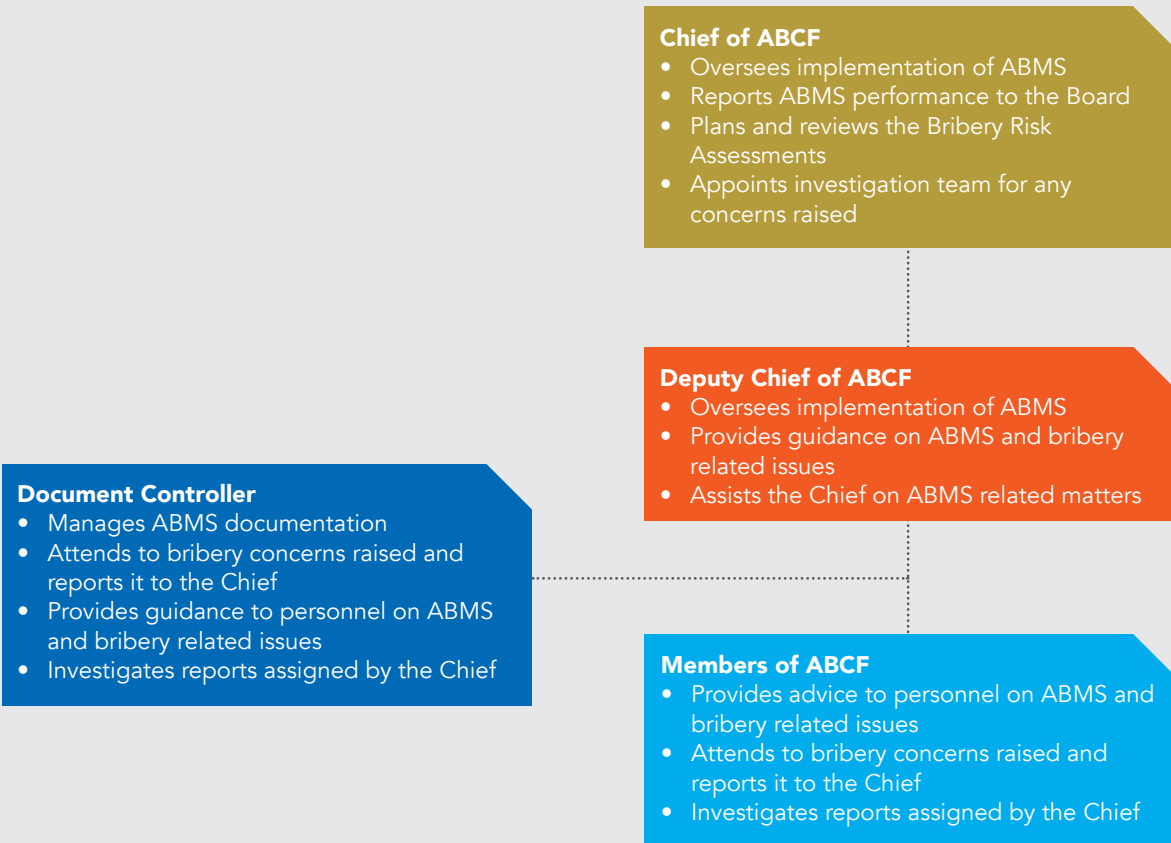 Chief of ABCF
• Oversees implementation of ABMS
• Reports ABMS performance to the Board
• Plans and reviews the Bribery Risk
Assessments
• Appoints investigation team for any
concerns raised
Deputy Chief of ABCF
• Oversees implementation of ABMS
• Provides guidance on ABMS and bribery
related issues
• Assists the Chief on ABMS related matters
Document Controller
• Manages ABMS documentation
• Attends to bribery concerns raised and
reports it to the Chief
• Provides guidance to personnel on ABMS
and bribery related issues
• Investigates reports assigned by the Chief
Members of ABCF
• Provides advice to personnel on ABMS and
bribery related issues
• Attends to bribery concerns raised and
reports it to the Chief
• Investigates reports assigned by the Chief